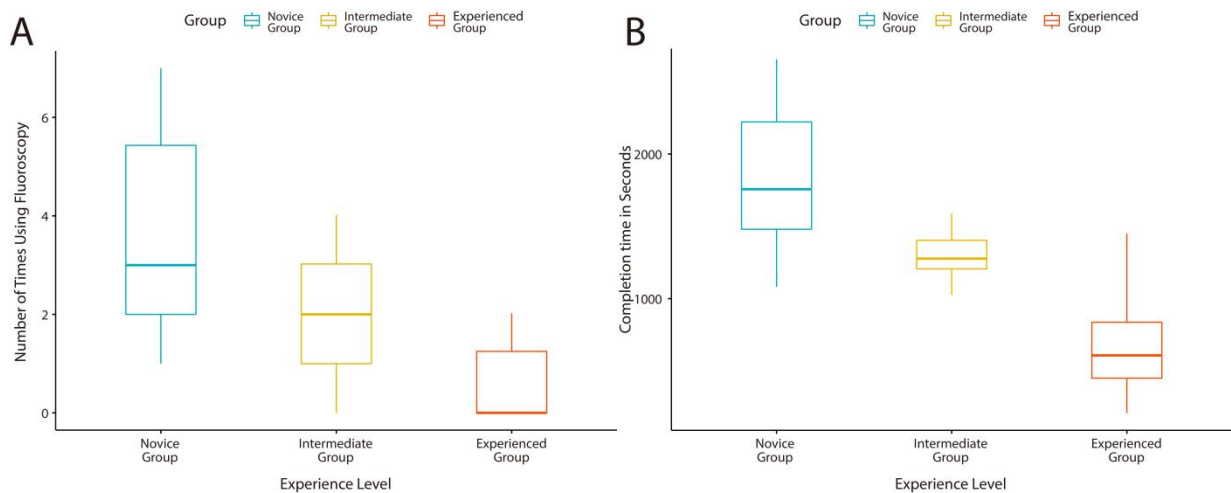 A
Group
Novice
Group
Intermediate
Group
Experienced
Group
Number of Times Using Fluoroscopy
6
4
2
0
Novice
Group
Intermediate
Group
Experienced
Group
Experience Level
B
Group
Novice
Group
Intermediate
Group
Experienced
Group
Completion time in Seconds
2000
1000
Novice
Group
Intermediate
Group
Experienced
Group
Experience Level